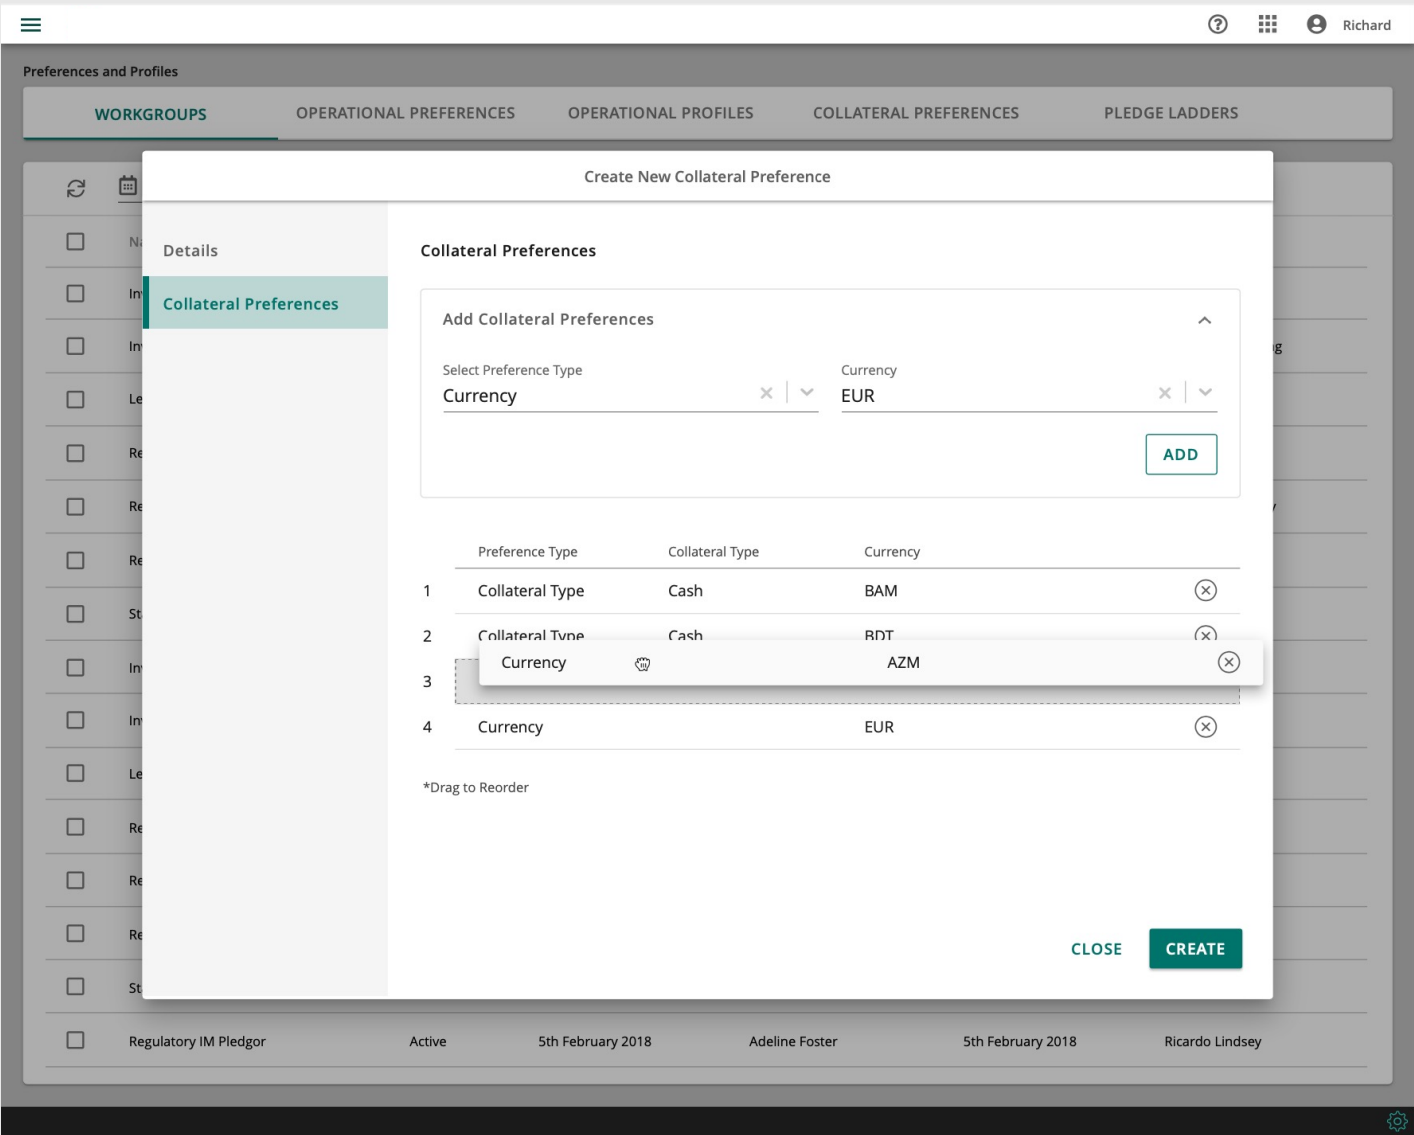 Richard
Preferences and Profiles
WORKGROUPS OPERATIONAL PREFERENCES OPERATIONAL PROFILES COLLATERAL PREFERENCES PLEDGE LADDERS
Create New Collateral Preference
Details
Collateral Preferences
Collateral Preferences
Add Collateral Preferences
Select Preference Type Currency
Currency EUR
ADD
Preference Type Collateral Type Currency
1 Collateral Type Cash BAM
2 Collateral Type Cash BDT
Currency AZM
3
4 Currency EUR
*Drag to Reorder
CLOSE CREATE
Regulatory IM Pledgor Active 5th February 2018 Adeline Foster 5th February 2018 Ricardo Lindsey